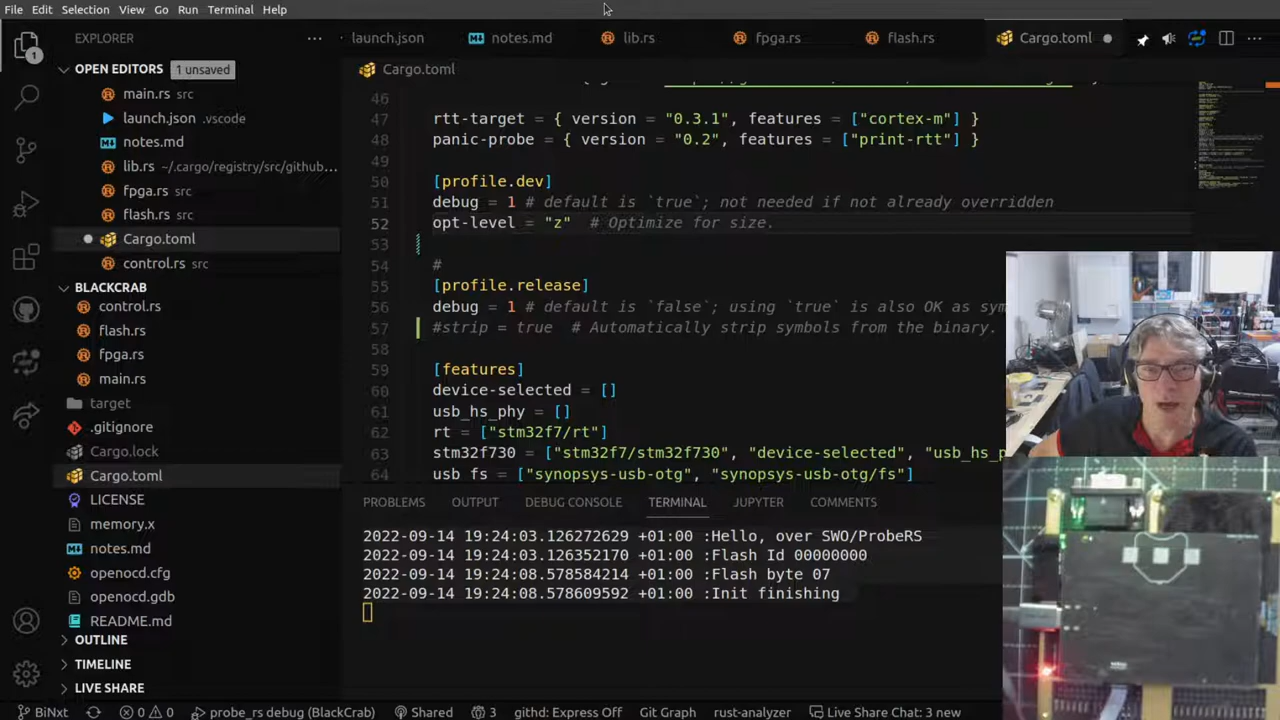 File Edit Selection View Go Run Terminal Help
EXPLORER
launch.json notes.md lib.rs fpga.rs flash.rs Cargo.toml
1
OPEN EDITORS 1 unsaved
main.rs src
launch.json .vscode
notes.md
lib.rs ~/.cargo/registry/src/github...
fpga.rs src
flash.rs src
Cargo.toml
control.rs src
BLACKCRAB
control.rs
flash.rs
fpga.rs
main.rs
target
.gitignore
Cargo.lock
Cargo.toml
LICENSE
memory.x
notes.md
openocd.cfg
openocd.gdb
README.md
OUTLINE
TIMELINE
LIVE SHARE
Cargo.toml
46
47 rtt-target = { version = "0.3.1", features = ["cortex-m"] }
48 panic-probe = { version = "0.2", features = ["print-rtt"] }
49
50 [profile.dev]
51 debug = 1 # default is `true`; not needed if not already overridden
52 opt-level = "z" # Optimize for size.
53
54 #
55 [profile.release]
56 debug = 1 # default is `false`; using `true` is also OK as sym
57 #strip = true # Automatically strip symbols from the binary.
58
59 [features]
60 device-selected = []
61 usb_hs_phy = []
62 rt = ["stm32f7/rt"]
63 stm32f730 = ["stm32f7/stm32f730", "device-selected", "usb_hs_p
64 usb_fs = ["synopsys-usb-otg", "synopsys-usb-otg/fs"]
PROBLEMS OUTPUT DEBUG CONSOLE TERMINAL JUPYTER COMMENTS
2022-09-14 19:24:03.126272629 +01:00 :Hello, over SWO/ProbeRS
2022-09-14 19:24:03.126352170 +01:00 :Flash Id 00000000
2022-09-14 19:24:08.578584214 +01:00 :Flash byte 07
2022-09-14 19:24:08.578609592 +01:00 :Init finishing
BiNxt 0 0 probe_rs debug (BlackCrab) Shared 3 githd: Express Off Git Graph rust-analyzer Live Share Chat: 3 new